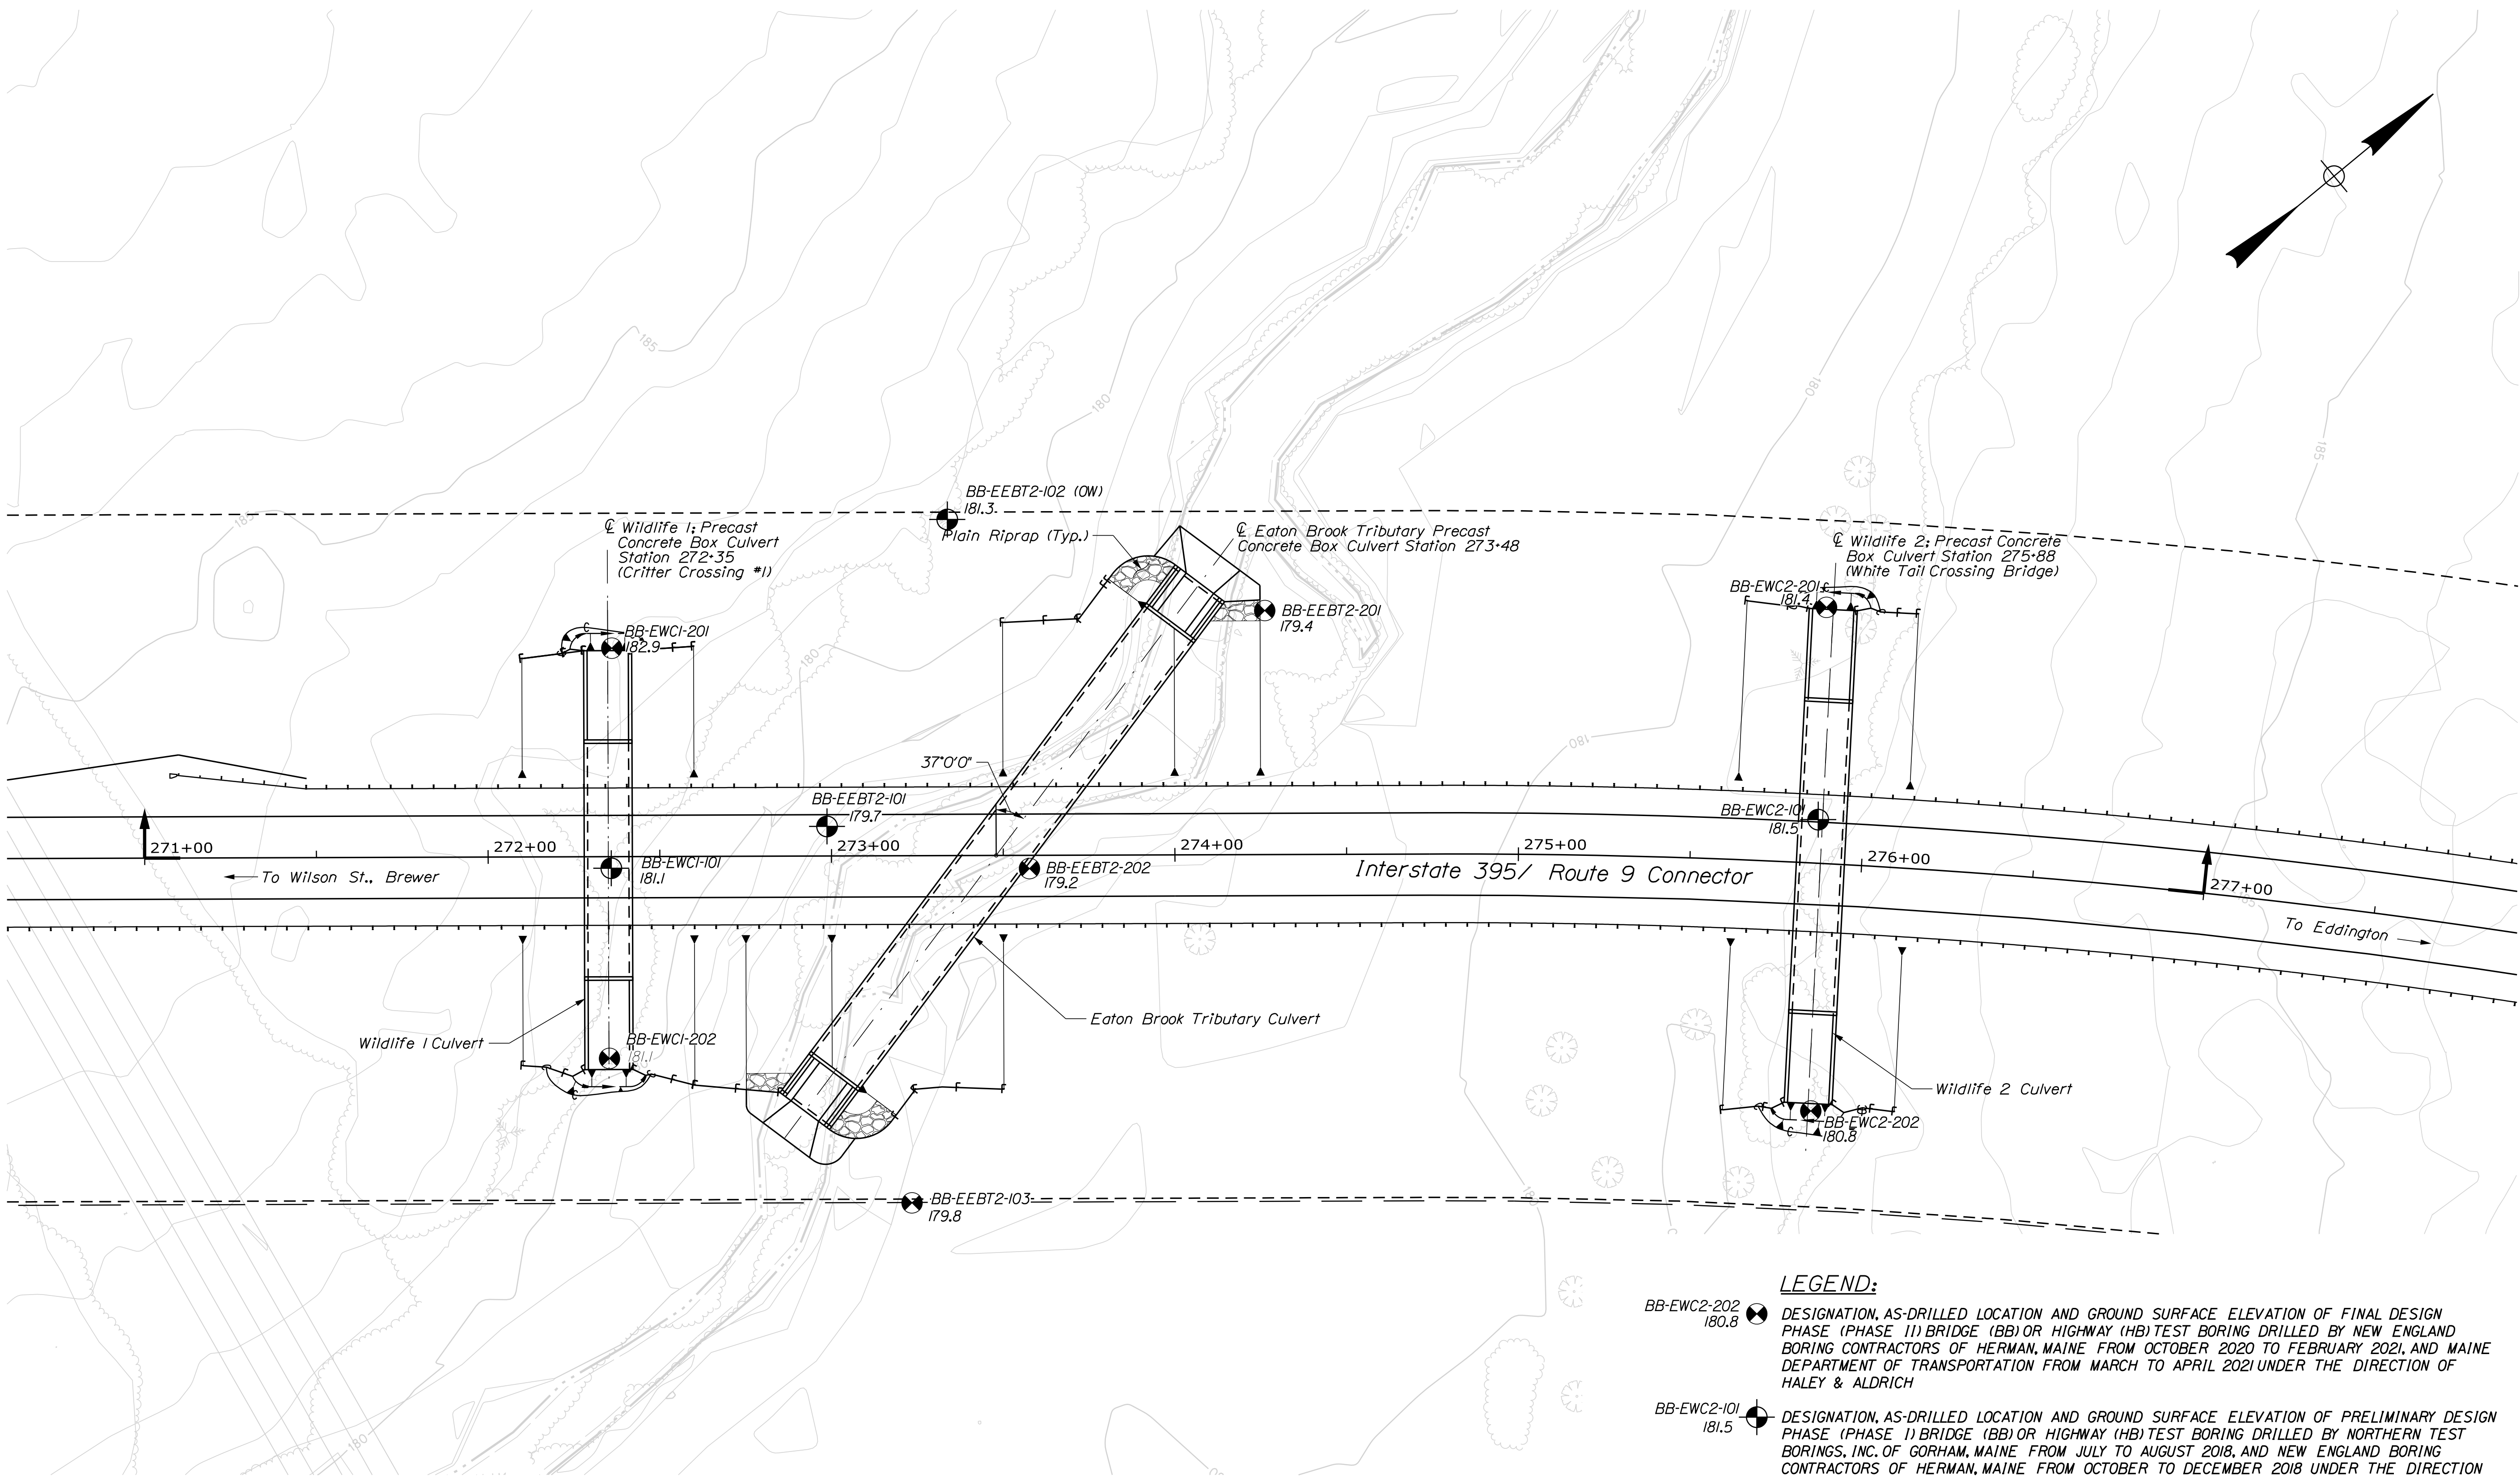 185
180
180
185
BB-EEBT2-102 (OW)
181.3
Plain Riprap (Typ.)
℄ Wildlife 1; Precast
Concrete Box Culvert
Station 272+35
(Critter Crossing #1)
185
℄ Eaton Brook Tributary Precast
Concrete Box Culvert Station 273+48
℄ Wildlife 2; Precast Concrete
Box Culvert Station 275+88
(White Tail Crossing Bridge)
BB-EWC2-201
181.4
BB-EEBT2-201
179.4
BB-EWC1-201
182.9
C
180
180
37°0'0"
BB-EEBT2-101
179.7
BB-EWC2-101
181.5
271+00
272+00
273+00
274+00
275+00
276+00
277+00
To Wilson St., Brewer
BB-EWC1-101
181.1
BB-EEBT2-202
179.2
Interstate 395/ Route 9 Connector
To Eddington
Eaton Brook Tributary Culvert
Wildlife 1 Culvert
BB-EWC1-202
181.1
C
Wildlife 2 Culvert
BB-EWC2-202
180.8
C
BB-EEBT2-103
179.8
180
180
LEGEND:
BB-EWC2-202
180.8
DESIGNATION, AS-DRILLED LOCATION AND GROUND SURFACE ELEVATION OF FINAL DESIGN
PHASE (PHASE II) BRIDGE (BB) OR HIGHWAY (HB) TEST BORING DRILLED BY NEW ENGLAND
BORING CONTRACTORS OF HERMAN, MAINE FROM OCTOBER 2020 TO FEBRUARY 2021, AND MAINE
DEPARTMENT OF TRANSPORTATION FROM MARCH TO APRIL 2021 UNDER THE DIRECTION OF
HALEY & ALDRICH
BB-EWC2-101
181.5
DESIGNATION, AS-DRILLED LOCATION AND GROUND SURFACE ELEVATION OF PRELIMINARY DESIGN
PHASE (PHASE I) BRIDGE (BB) OR HIGHWAY (HB) TEST BORING DRILLED BY NORTHERN TEST
BORINGS, INC. OF GORHAM, MAINE FROM JULY TO AUGUST 2018, AND NEW ENGLAND BORING
CONTRACTORS OF HERMAN, MAINE FROM OCTOBER TO DECEMBER 2018 UNDER THE DIRECTION